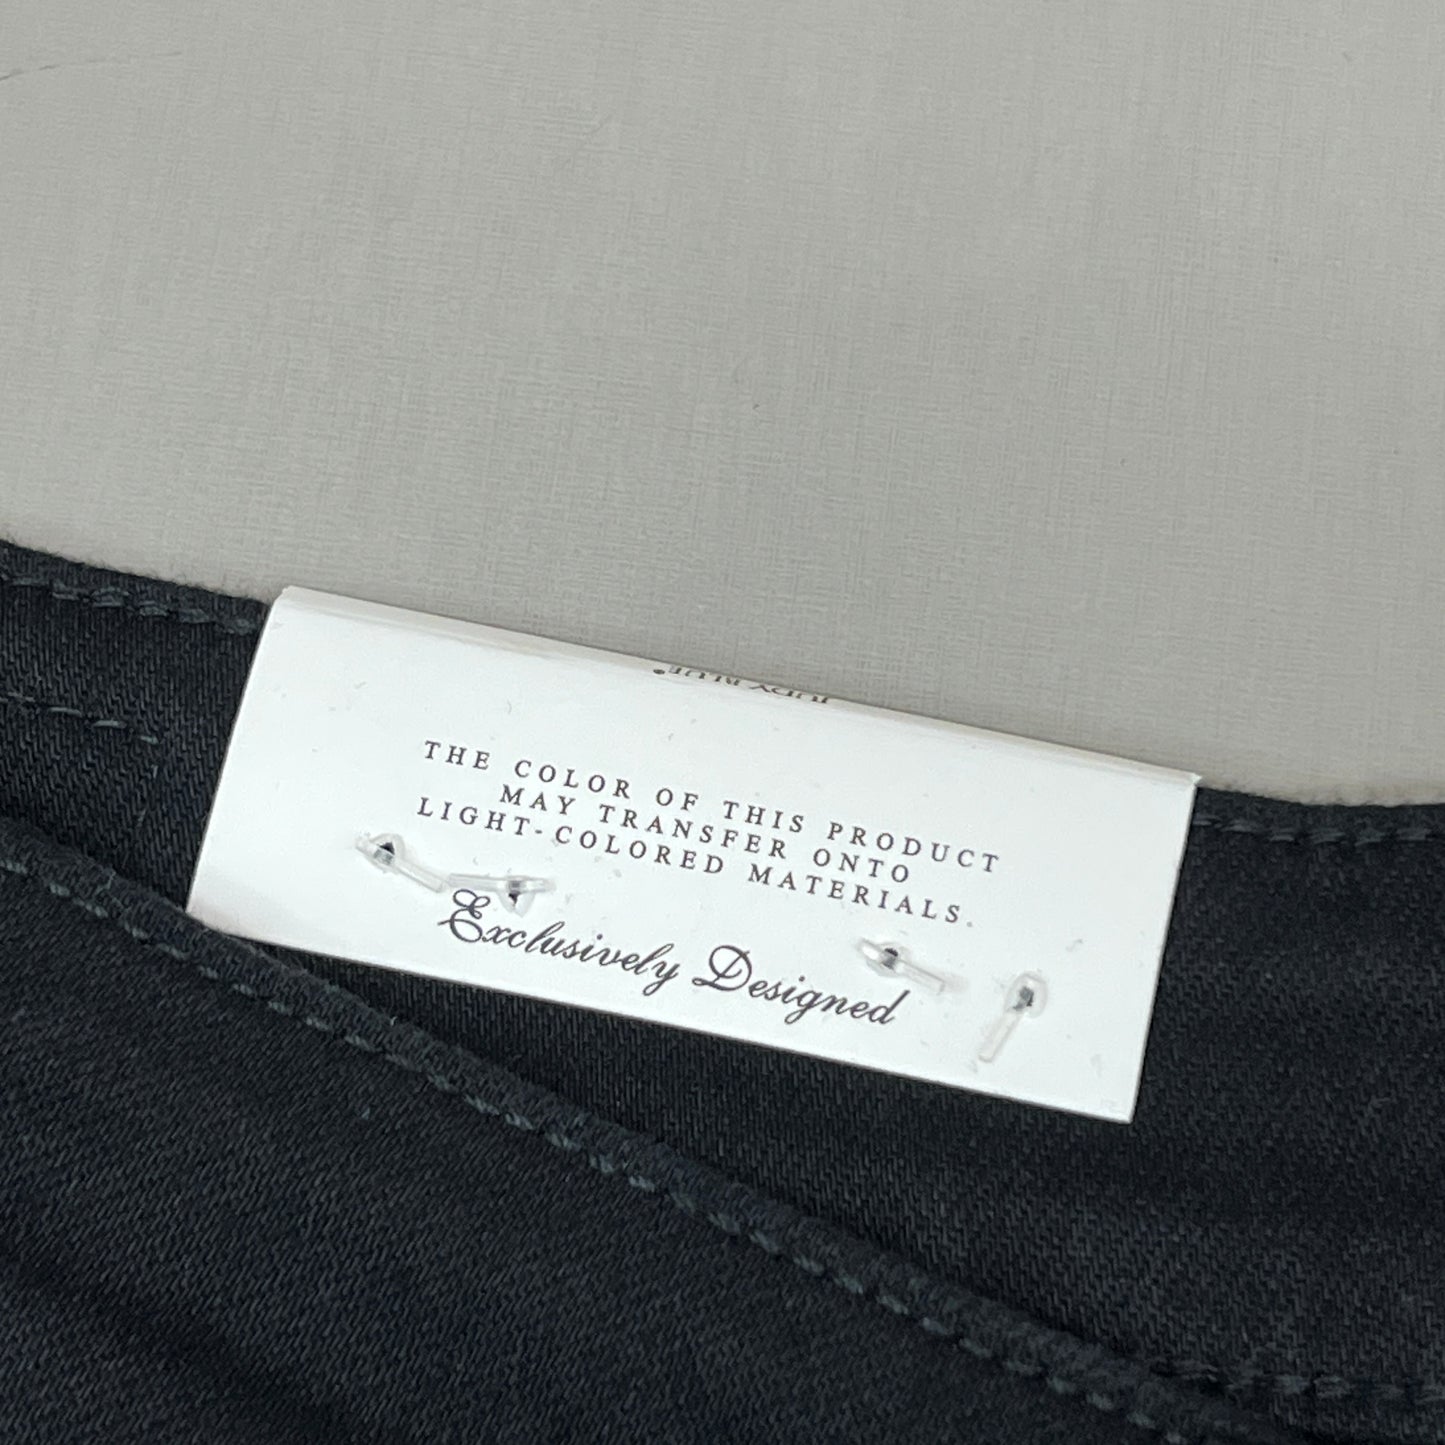 THE COLOR OF THIS PRODUCT
MAY TRANSFER ONTO
LIGHT-COLORED MATERIALS.
Exclusively Designed